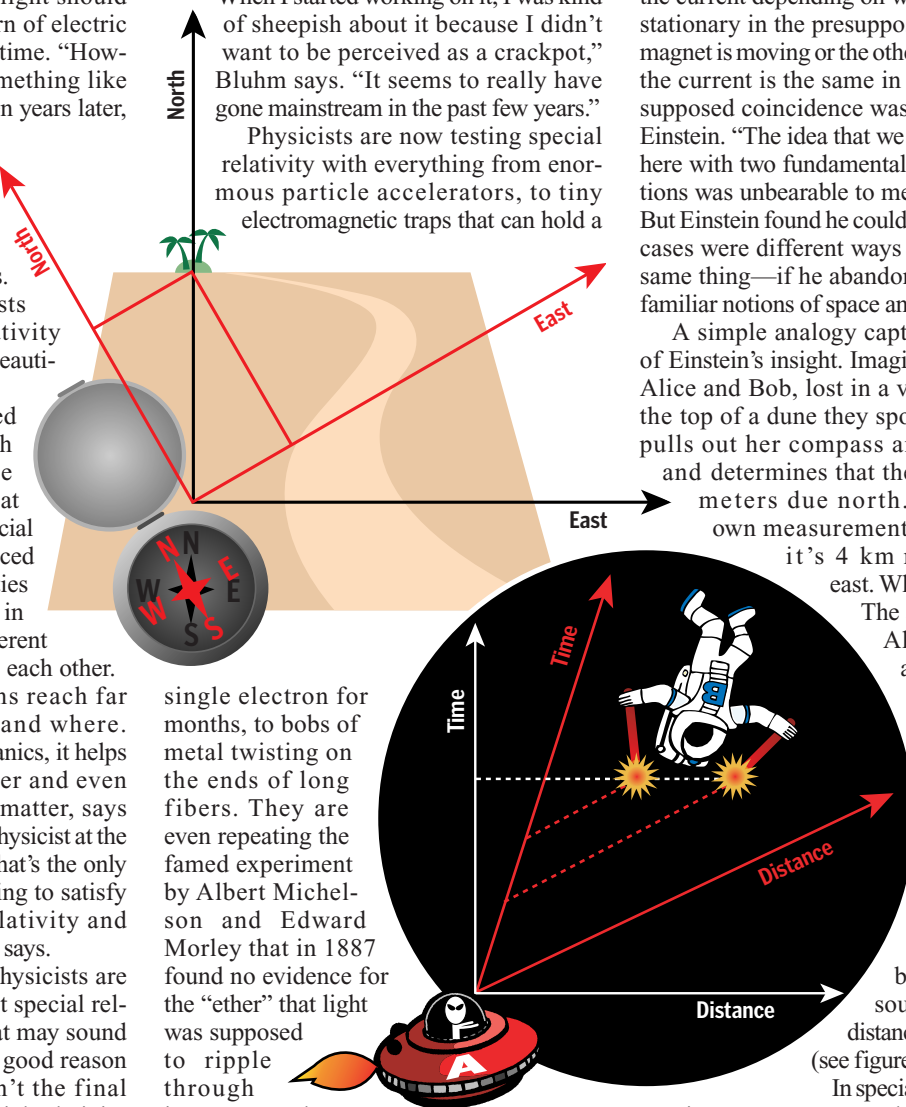 ight should
rn of electric
time. “How-
mething like
n years later,
s.
sts
tivity
eauti-
ed
h
e
at
cial
ced
ies
in
erent
each other.
ns reach far
and where.
anics, it helps
er and even
matter, says
hysicist at the
hat’s the only
ing to satisfy
lativity and
says.
hysicists are
t special rel-
at may sound
good reason
n’t the final
When I started working on it, I was kind
of sheepish about it because I didn’t
want to be perceived as a crackpot,”
Bluhm says. “It seems to really have
gone mainstream in the past few years.”
Physicists are now testing special
relativity with everything from enor-
mous particle accelerators, to tiny
electromagnetic traps that can hold a
single electron for
months, to bobs of
metal twisting on
the ends of long
fibers. They are
even repeating the
famed experiment
by Albert Michel-
son and Edward
Morley that in 1887
found no evidence for
the “ether” that light
was supposed
to ripple
through
the current depending on w
stationary in the presuppo
magnet is moving or the othe
the current is the same in
supposed coincidence was
Einstein. “The idea that we
here with two fundamental
tions was unbearable to me
But Einstein found he could
cases were different ways
same thing—if he abandon
familiar notions of space an
A simple analogy capt
of Einstein’s insight. Imagi
Alice and Bob, lost in a v
the top of a dune they spo
pulls out her compass a
and determines that the
meters due north.
own measurement
it’s 4 km
east. Wh
The
Al
a
b
sou
distanc
(see figure
In specia
North
North
East
East
N
N
E
E
S
S
W
W
Time
Time
Distance
Distance
A